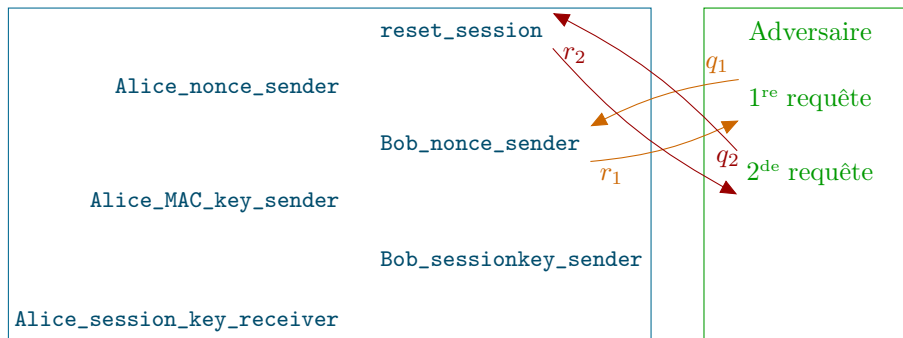 reset_session
Alice_nonce_sender
Bob_nonce_sender
Alice_MAC_key_sender
Bob_sessionkey_sender
Alice_session_key_receiver
r2
q1
r1
q2
Adversaire
1re requête
2de requête